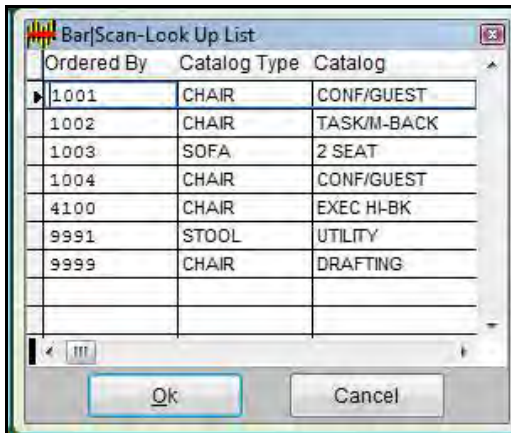 Bar|Scan-Look Up List
Ordered By Catalog Type Catalog
1001 CHAIR CONF/GUEST
1002 CHAIR TASK/M-BACK
1003 SOFA 2 SEAT
1004 CHAIR CONF/GUEST
4100 CHAIR EXEC HI-BK
9991 STOOL UTILITY
9999 CHAIR DRAFTING
Ok Cancel